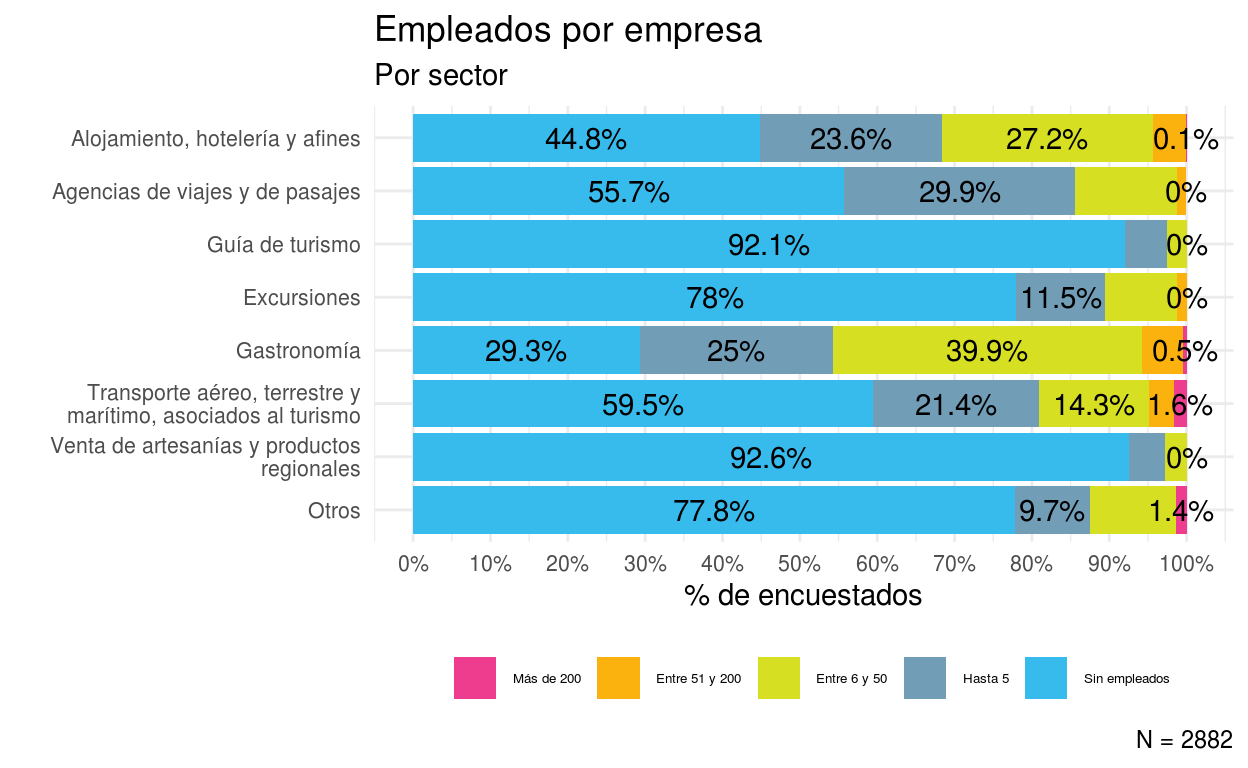 Empleados por empresa
Por sector
Alojamiento, hotelería y afines
44.8% 23.6% 27.2% 0.1%
Agencias de viajes y de pasajes
55.7% 29.9% 0%
Guía de turismo
92.1% 0%
Excursiones
78% 11.5% 0%
Gastronomía
29.3% 25% 39.9% 0.5%
Transporte aéreo, terrestre y
marítimo, asociados al turismo
59.5% 21.4% 14.3% 1.6%
Venta de artesanías y productos
regionales
92.6% 0%
Otros
77.8% 9.7% 1.4%
0% 10% 20% 30% 40% 50% 60% 70% 80% 90% 100%
% de encuestados
Más de 200 Entre 51 y 200 Entre 6 y 50 Hasta 5 Sin empleados
N = 2882